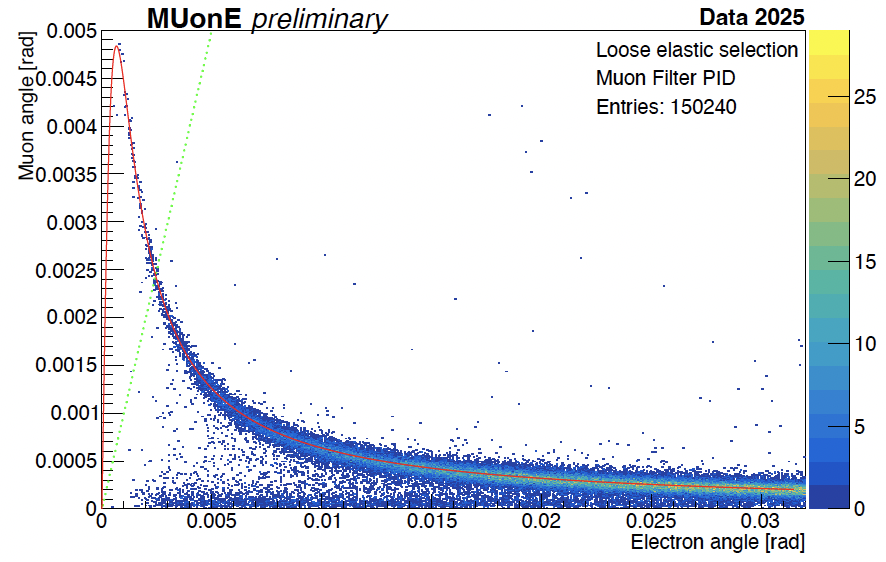 MUonE preliminary
Data 2025
Muon angle [rad]
0.005
0.0045
0.004
0.0035
0.003
0.0025
0.002
0.0015
0.001
0.0005
0
Loose elastic selection
Muon Filter PID
Entries: 150240
25
20
15
10
5
0
0 0.005 0.01 0.015 0.02 0.025 0.03
Electron angle [rad]